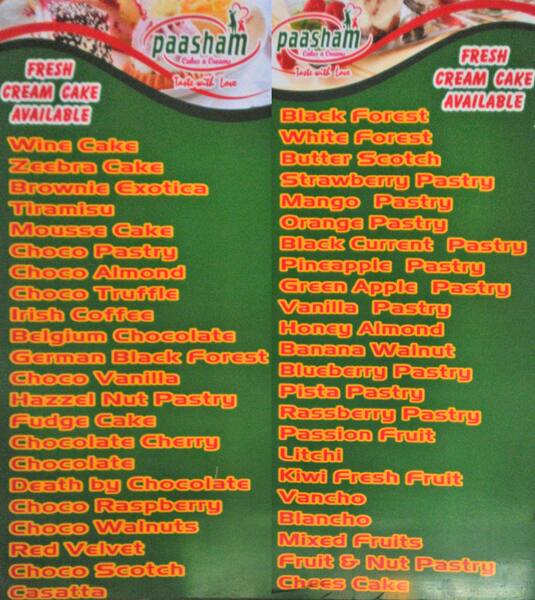 paasham
Cakes n Creams
Taste with Love
FRESH
CREAM CAKE
AVAILABLE
Wine Cake
Zeebra Cake
Brownie Exotica
Tiramisu
Mousse Cake
Choco Pastry
Choco Almond
Choco Truffle
Irish Coffee
Belgium Chocolate
German Black Forest
Choco Vanilla
Hazzel Nut Pastry
Fudge Cake
Chocolate Cherry
Chocolate
Death by Chocolate
Choco Raspberry
Choco Walnuts
Red Velvet
Choco Scotch
Casatta
paasham
Cakes n Creams
Taste with Love
FRESH
CREAM CAKE
AVAILABLE
Black Forest
White Forest
Butter Scotch
Strawberry Pastry
Mango Pastry
Orange Pastry
Black Current Pastry
Pineapple Pastry
Green Apple Pastry
Vanilla Pastry
Honey Almond
Banana Walnut
Blueberry Pastry
Pista Pastry
Rassberry Pastry
Passion Fruit
Litchi
Kiwi Fresh Fruit
Vancho
Blancho
Mixed Fruits
Fruit & Nut Pastry
Chees Cake